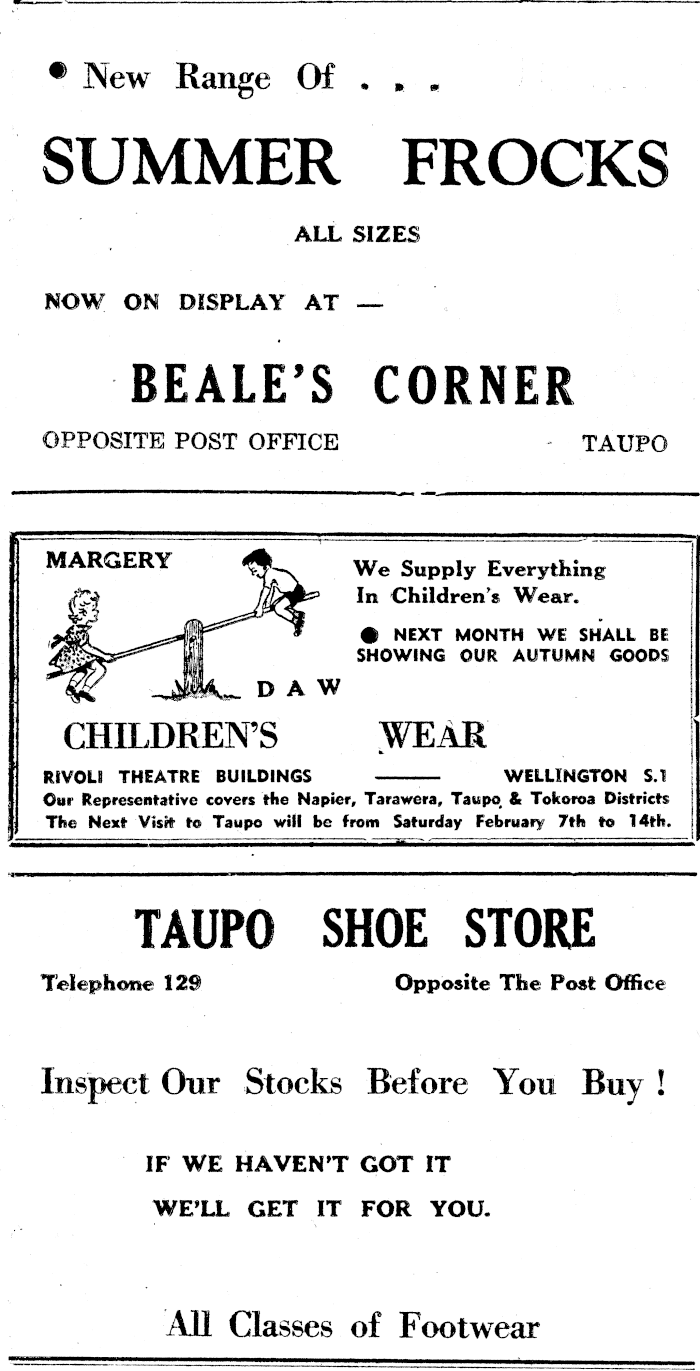 ● New Range Of . . .
SUMMER FROCKS
ALL SIZES
NOW ON DISPLAY AT —
BEALE'S CORNER
OPPOSITE POST OFFICE TAUPO
MARGERY
DAW
We Supply Everything
In Children's Wear.
● NEXT MONTH WE SHALL BE
SHOWING OUR AUTUMN GOODS
CHILDREN'S WEAR
RIVOLI THEATRE BUILDINGS —— WELLINGTON S.1
Our Representative covers the Napier, Tarawera, Taupo & Tokoroa Districts
The Next Visit to Taupo will be from Saturday February 7th to 14th.
TAUPO SHOE STORE
Telephone 129 Opposite The Post Office
Inspect Our Stocks Before You Buy !
IF WE HAVEN'T GOT IT
WE'LL GET IT FOR YOU.
All Classes of Footwear